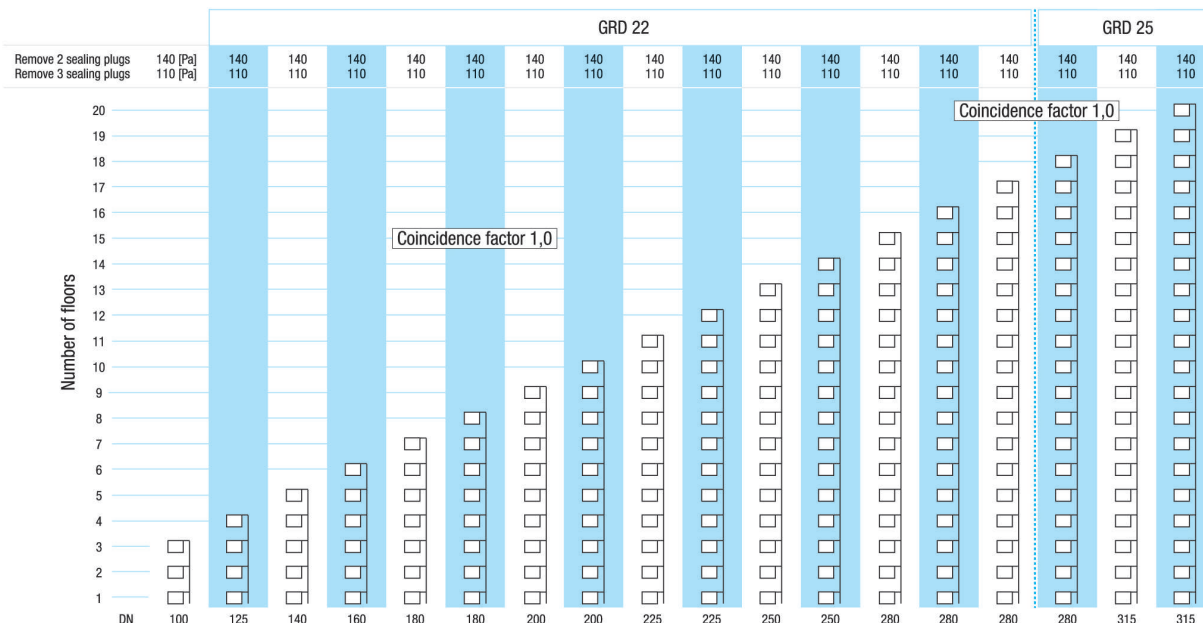 GRD 22 GRD 25
Remove 2 sealing plugs 140 [Pa] 140 140 140 140 140 140 140 140 140 140 140 140 140 140 140 140 140
Remove 3 sealing plugs 110 [Pa] 110 110 110 110 110 110 110 110 110 110 110 110 110 110 110 110 110
20
Coincidence factor 1,0
19
18
17
16
15
Coincidence factor 1,0
14
13
12
11
10
9
8
7
6
5
4
3
2
1
Number of floors
DN 100 125 140 160 180 180 200 200 225 225 250 250 280 280 280 280 315 315